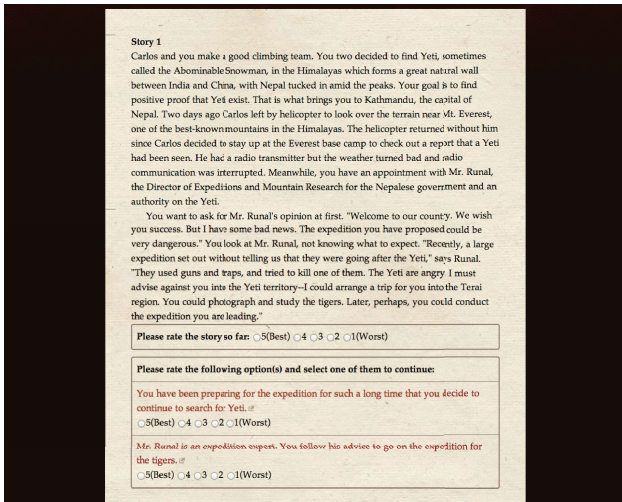 Story 1
Carlos and you make a good climbing team. You two decided to find Yeti, sometimes
called the Abominable Snowman, in the Himalayas which forms a great natural wall
between India and China, with Nepal tucked in amid the peaks. Your goal is to find
positive proof that Yeti exist. That is what brings you to Kathmandu, the capital of
Nepal. Two days ago Carlos left by helicopter to look over the terrain near Mt. Everest,
one of the best-known mountains in the Himalayas. The helicopter returned without him
since Carlos decided to stay up at the Everest base camp to check out a report that a Yeti
had been seen. He had a radio transmitter but the weather turned bad and radio
communication was interrupted. Meanwhile, you have an appointment with Mr. Runal,
the Director of Expeditions and Mountain Research for the Nepalese government and an
authority on the Yeti.
You want to ask for Mr. Runal's opinion at first. "Welcome to our country. We wish
you success. But I have some bad news. The expedition you have proposed could be
very dangerous." You look at Mr. Runal, not knowing what to expect. "Recently, a large
expedition set out without telling us that they were going after the Yeti," says Runal.
"They used guns and traps, and tried to kill one of them. The Yeti are angry. I must
advise against you into the Yeti territory--I could arrange a trip for you into the Terai
region. You could photograph and study the tigers. Later, perhaps, you could conduct
the expedition you are leading."
Please rate the story so far: 5(Best) 4 3 2 1(Worst)
Please rate the following option(s) and select one of them to continue:
You have been preparing for the expedition for such a long time that you decide to
continue to search for Yeti.
5(Best) 4 3 2 1(Worst)
Mr. Runal is an expedition expert. You follow his advice to go on the expedition for
the tigers.
5(Best) 4 3 2 1(Worst)